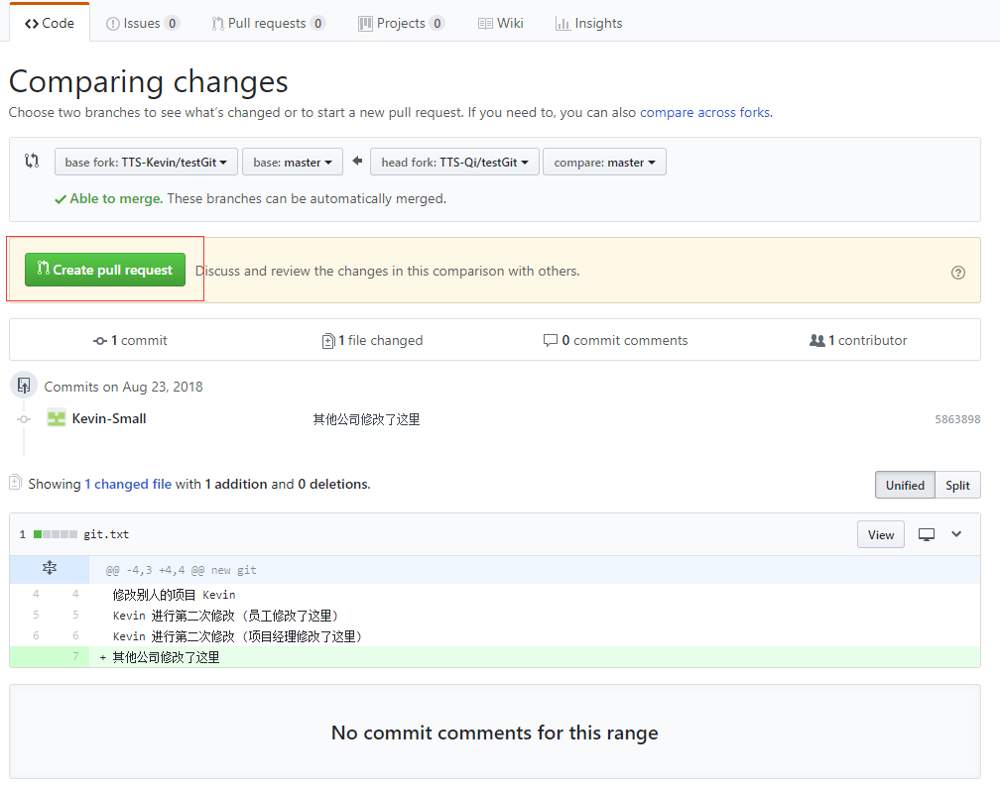 Code Issues 0 Pull requests 0 Projects 0 Wiki Insights
Comparing changes
Choose two branches to see what's changed or to start a new pull request. If you need to, you can also compare across forks.
base fork: TTS-Kevin/testGit base: master head fork: TTS-Qi/testGit compare: master
Able to merge. These branches can be automatically merged.
Create pull request Discuss and review the changes in this comparison with others.
1 commit 1 file changed 0 commit comments 1 contributor
Commits on Aug 23, 2018
Kevin-Small 其他公司修改了这里 5863898
Showing 1 changed file with 1 addition and 0 deletions. Unified Split
1 git.txt View
@@ -4,3 +4,4 @@ new git
4 4 修改别人的项目 Kevin
5 5 Kevin 进行第二次修改 (员工修改了这里)
6 6 Kevin 进行第二次修改 (项目经理修改了这里)
7 + 其他公司修改了这里
No commit comments for this range